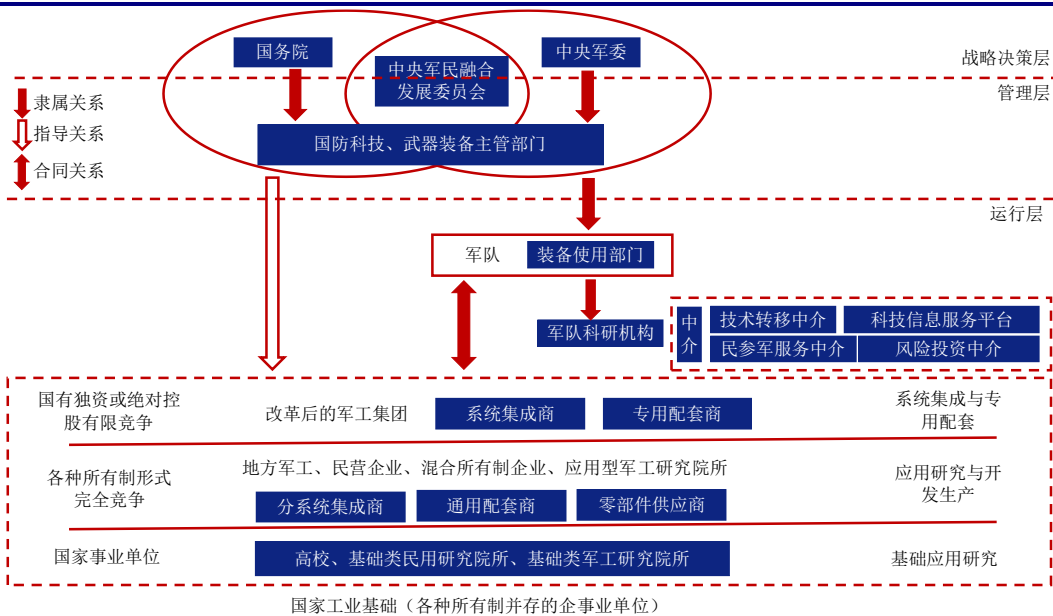 国务院
中央军委
中央军民融合
发展委员会
战略决策层
管理层
隶属关系
指导关系
合同关系
国防科技、武器装备主管部门
运行层
军队
装备使用部门
军队科研机构
中
介
技术转移中介
科技信息服务平台
民参军服务中介
风险投资中介
国有独资或绝对控
股有限竞争
改革后的军工集团
系统集成商
专用配套商
系统集成与专
用配套
各种所有制形式
完全竞争
地方军工、民营企业、混合所有制企业、应用型军工研究院所
分系统集成商
通用配套商
零部件供应商
应用研究与开
发生产
国家事业单位
高校、基础类民用研究院所、基础类军工研究院所
基础应用研究
国家工业基础（各种所有制并存的企事业单位）